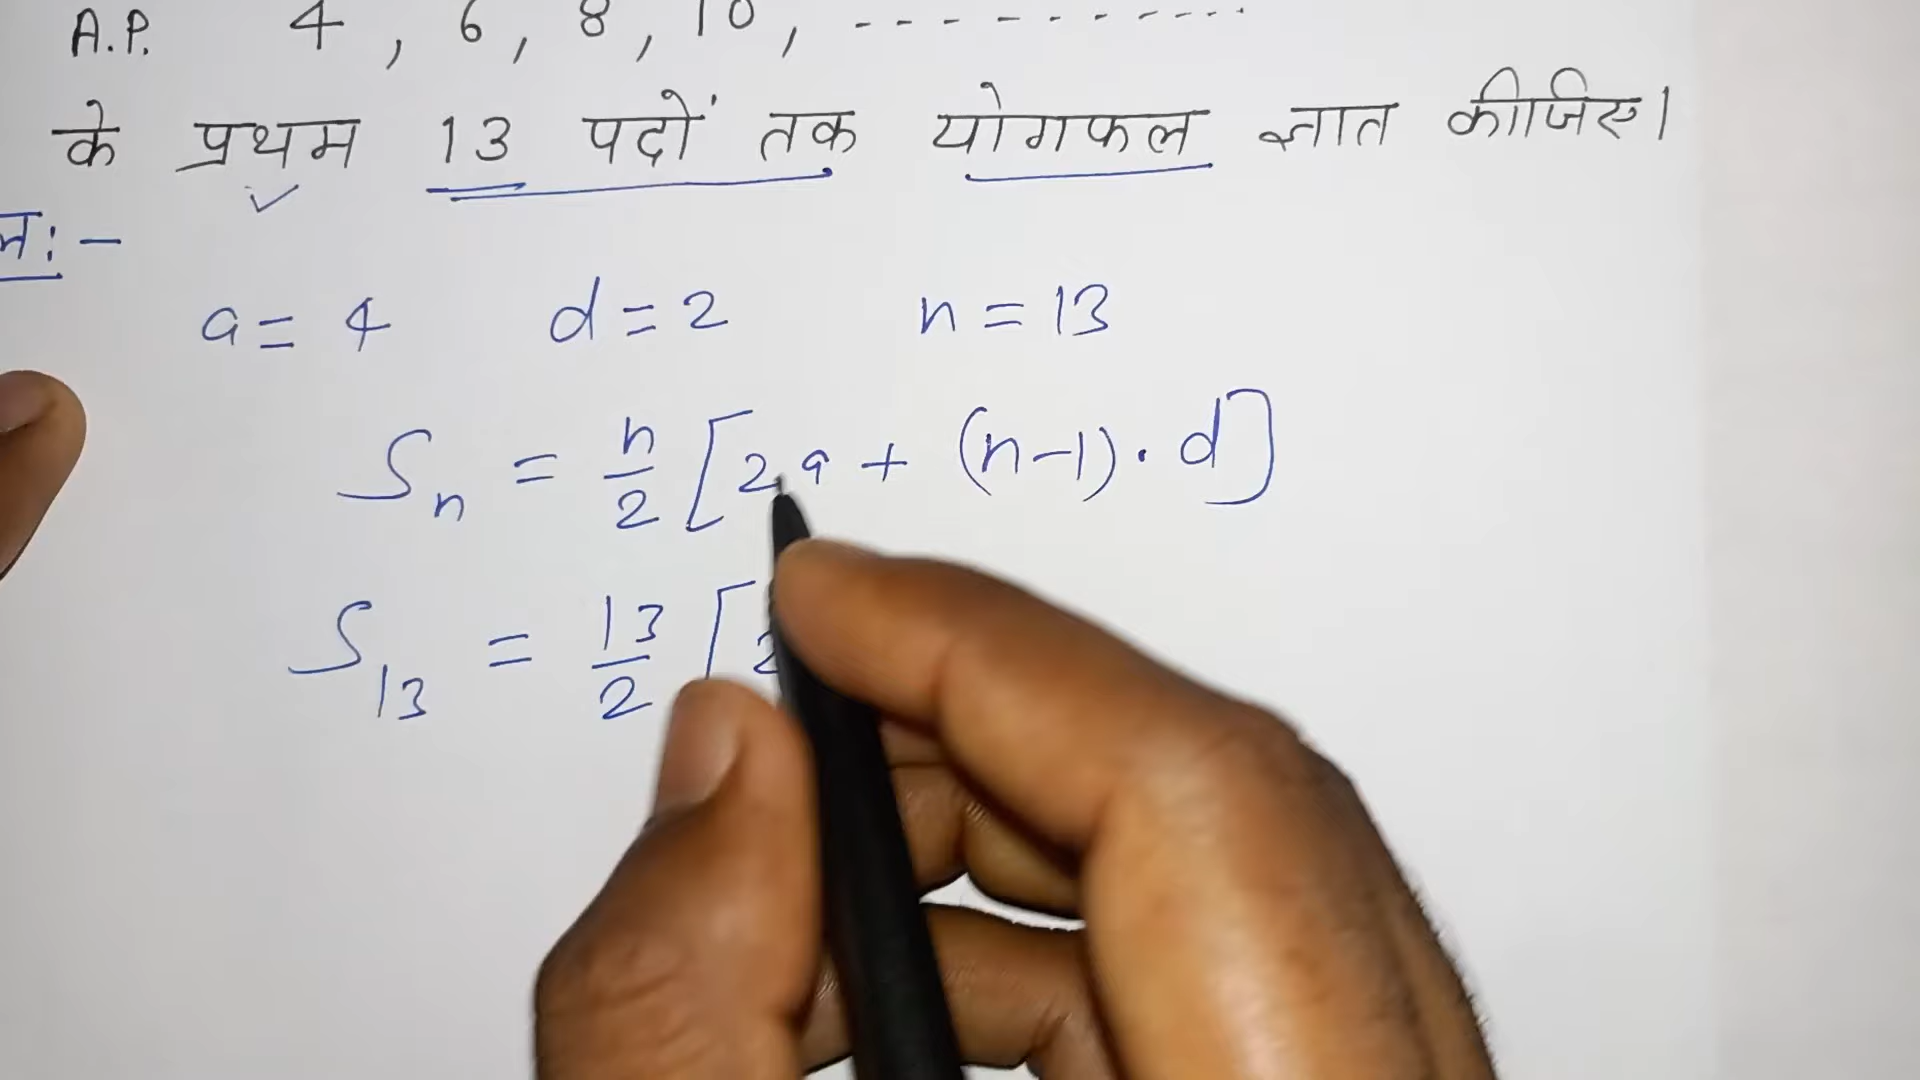 A.P. 4, 6, 8, 10, -----------
के प्रथम 13 पदों तक योगफल ज्ञात कीजिए।
a = 4 d = 2 n = 13
Sn = n/2 [2a + (n-1) · d]
S13 = 13/2 [2